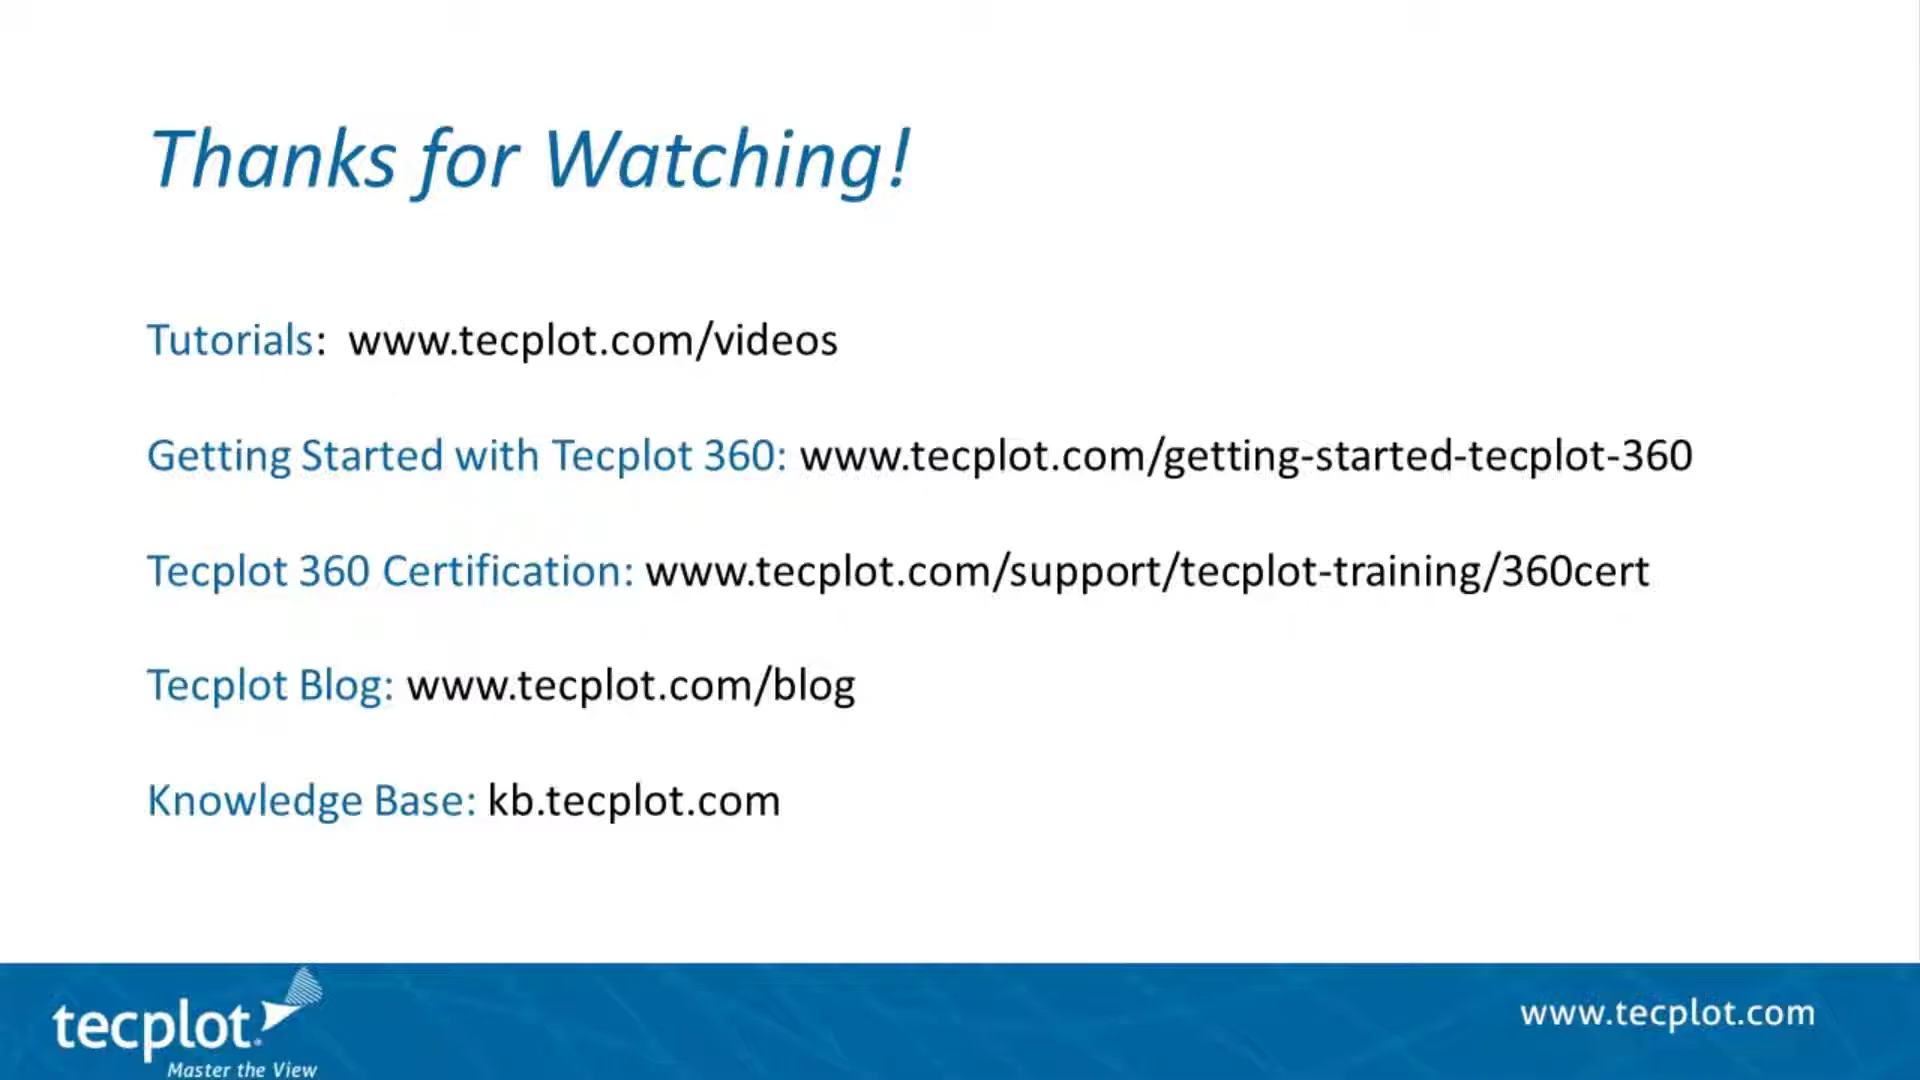 Thanks for Watching!
Tutorials:  www.tecplot.com/videos
Getting Started with Tecplot 360: www.tecplot.com/getting-started-tecplot-360
Tecplot 360 Certification: www.tecplot.com/support/tecplot-training/360cert
Tecplot Blog: www.tecplot.com/blog
Knowledge Base: kb.tecplot.com
tecplot.
Master the View
www.tecplot.com